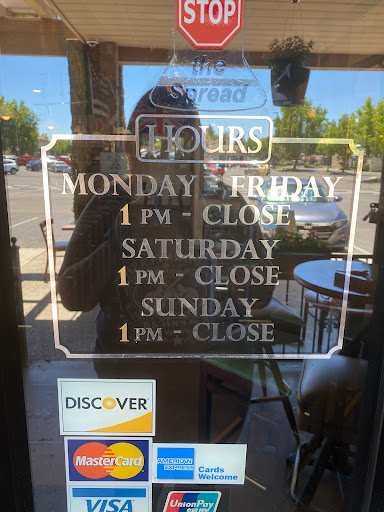 STOP
the
Spread
HOURS
MONDAY - FRIDAY
1 PM - CLOSE
SATURDAY
1 PM - CLOSE
SUNDAY
1 PM - CLOSE
DISCOVER
MasterCard
AMERICAN EXPRESS
Cards Welcome
VISA
UnionPay